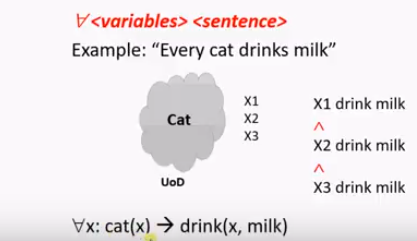 ∀<variables> <sentence>
Example: “Every cat drinks milk”
Cat
UoD
X1
X2
X3
X1 drink milk
∧
X2 drink milk
∧
X3 drink milk
∀x: cat(x) → drink(x, milk)